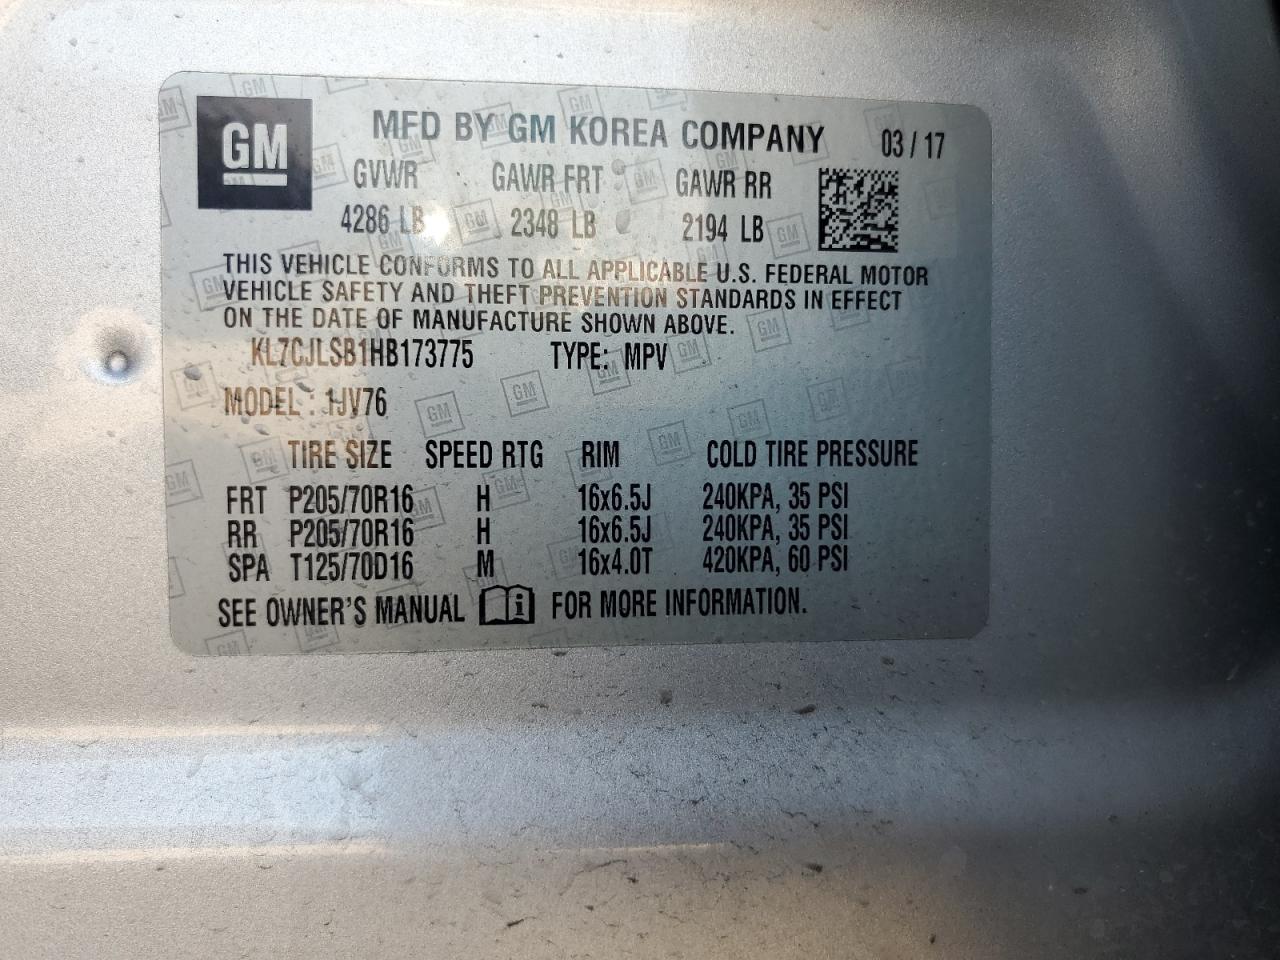 GM
MFD BY GM KOREA COMPANY 03 / 17
GVWR GAWR FRT GAWR RR
4286 LB 2348 LB 2194 LB
THIS VEHICLE CONFORMS TO ALL APPLICABLE U.S. FEDERAL MOTOR
VEHICLE SAFETY AND THEFT PREVENTION STANDARDS IN EFFECT
ON THE DATE OF MANUFACTURE SHOWN ABOVE.
KL7CJLSB1HB173775 TYPE: MPV
MODEL : 1JV76
TIRE SIZE SPEED RTG RIM COLD TIRE PRESSURE
FRT P205/70R16 H 16x6.5J 240KPA, 35 PSI
RR P205/70R16 H 16x6.5J 240KPA, 35 PSI
SPA T125/70D16 M 16x4.0T 420KPA, 60 PSI
SEE OWNER'S MANUAL i FOR MORE INFORMATION.